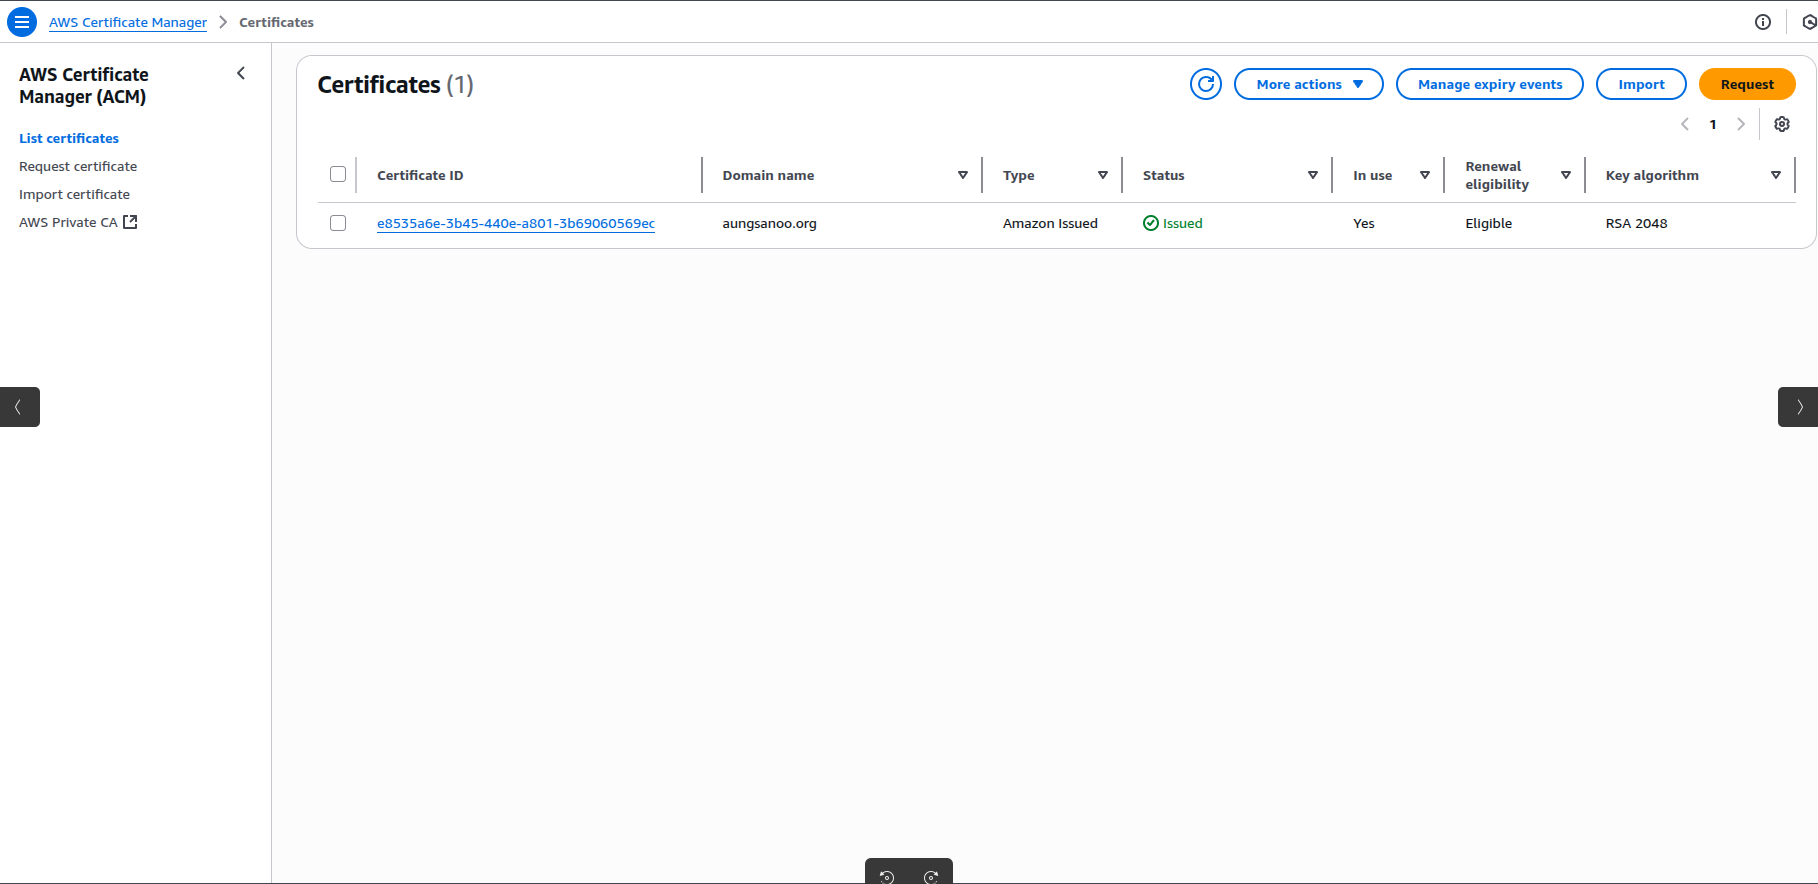 AWS Certificate Manager > Certificates
AWS Certificate
Manager (ACM)
List certificates
Request certificate
Import certificate
AWS Private CA
Certificates (1)
More actions
Manage expiry events
Import
Request
1
Certificate ID
Domain name
Type
Status
In use
Renewal
eligibility
Key algorithm
e8535a6e-3b45-440e-a801-3b69060569ec
aungsanoo.org
Amazon Issued
Issued
Yes
Eligible
RSA 2048